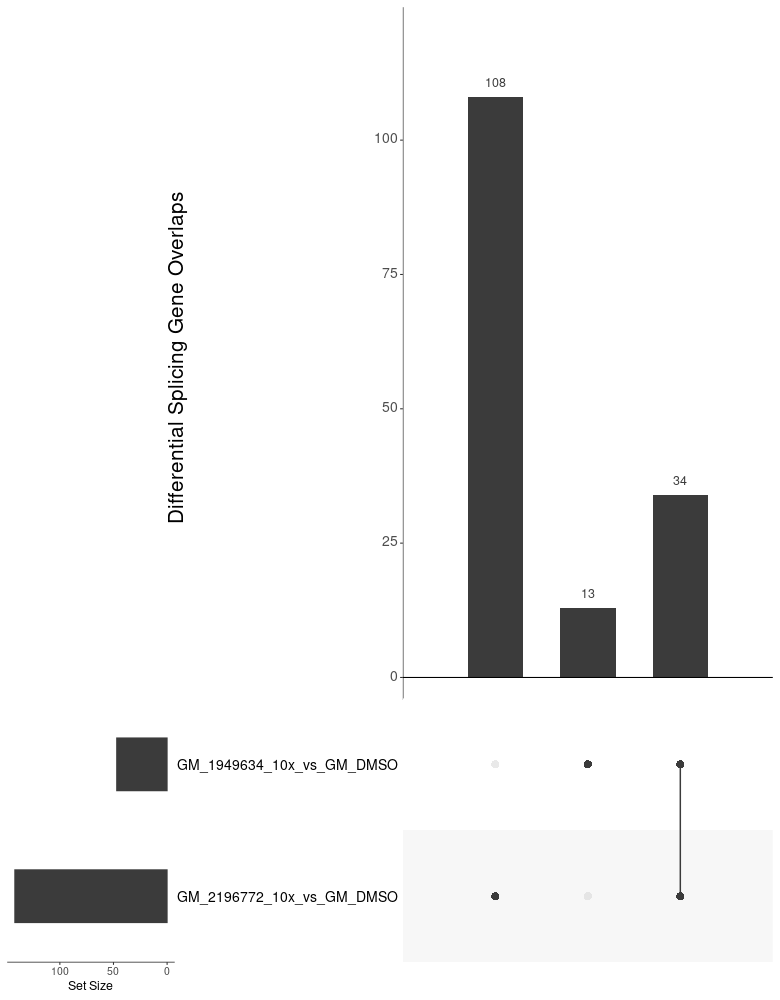 108
100
75
Differential Splicing Gene Overlaps
50
34
25
13
0
GM_1949634_10x_vs_GM_DMSO
GM_2196772_10x_vs_GM_DMSO
100 50 0
Set Size